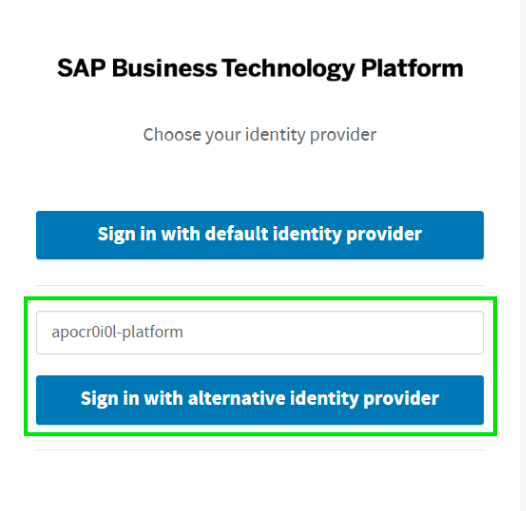 SAP Business Technology Platform
Choose your identity provider
Sign in with default identity provider
apocr0i0l-platform
Sign in with alternative identity provider